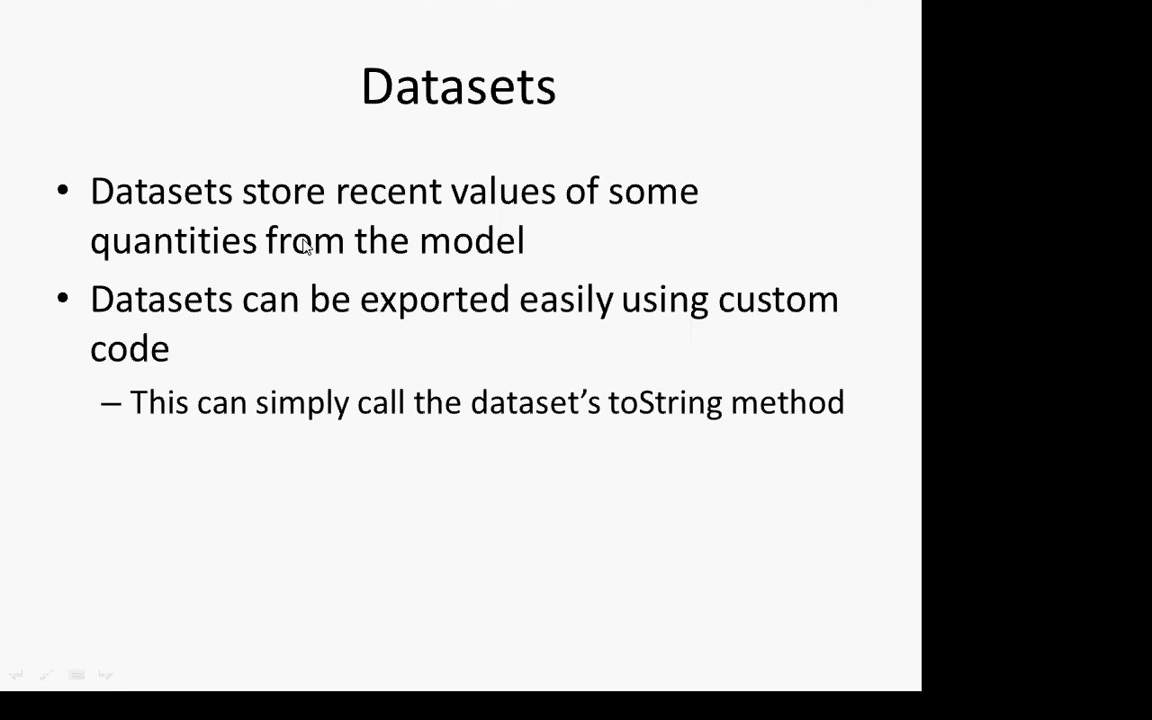 Datasets
• Datasets store recent values of some
quantities from the model
• Datasets can be exported easily using custom
code
– This can simply call the dataset’s toString method